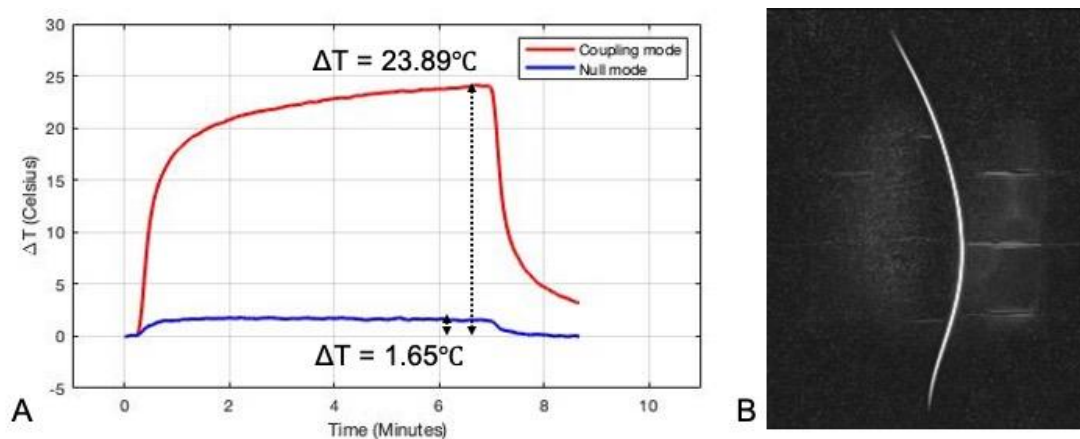 30
25
20
15
10
5
0
-5
ΔT (Celsius)
ΔT = 23.89℃
Coupling mode
Null mode
ΔT = 1.65℃
0 2 4 6 8 10
Time (Minutes)
A
B